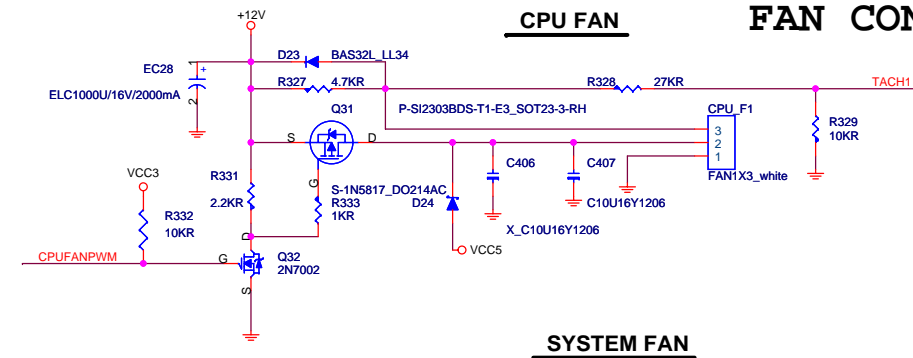 CPU FAN
FAN CON
+12V
D23 BAS32L_LL34
EC28
1
+
2
ELC1000U/16V/2000mA
R327 4.7KR
R328 27KR
TACH1
Q31
P-SI2303BDS-T1-E3_SOT23-3-RH
CPU_F1
3
2
1
FAN1X3_white
R329
10KR
S
D
G
C406
C407
VCC3
R331
2.2KR
S-1N5817_DO214AC
D24
R333
1KR
C10U16Y1206
X_C10U16Y1206
R332
10KR
VCC5
D
CPUFANPWM
G
Q32
2N7002
S
SYSTEM FAN